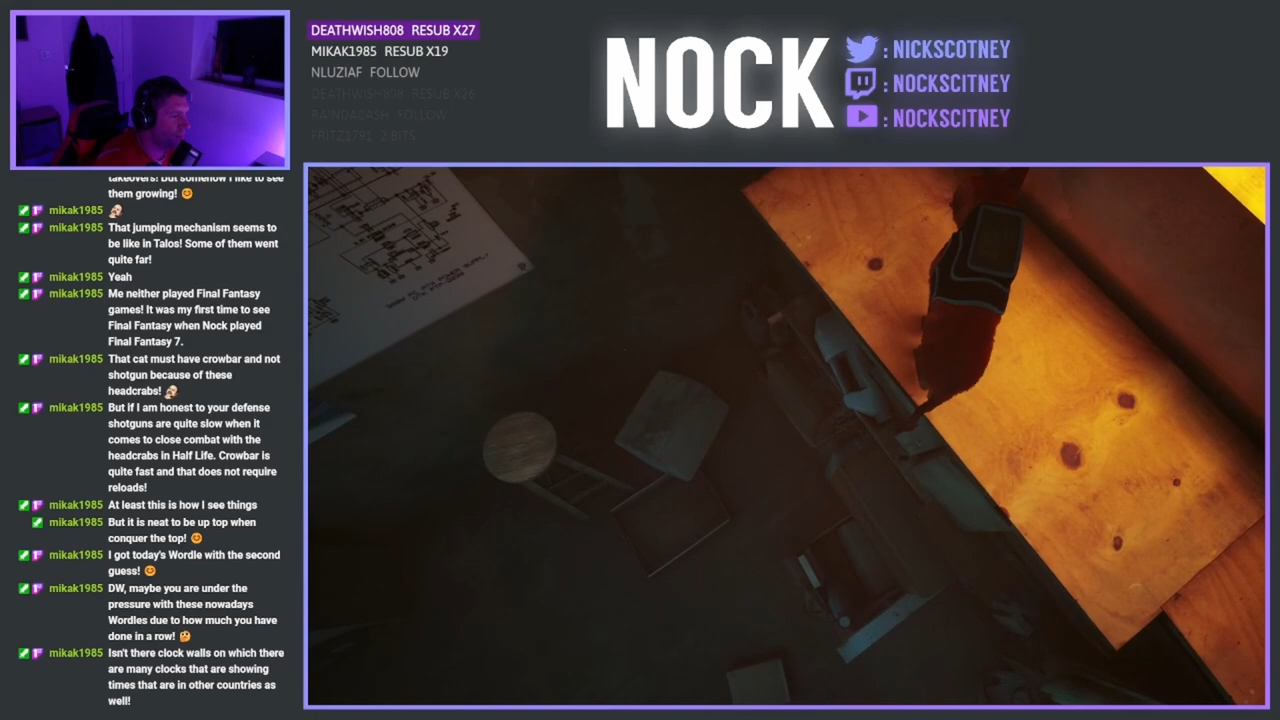 DEATHWISH808 RESUB X27
MIKAK1985 RESUB X19
NLUZIAF FOLLOW
DEATHWISH808 RESUB X26
RAINDACASH FOLLOW
FRITZ1791 2 BITS
NOCK
: NICKSCOTNEY
: NOCKSCITNEY
: NOCKSCITNEY
takeovers! But somehow I like to see
them growing!
mikak1985
mikak1985 That jumping mechanism seems to
be like in Talos! Some of them went
quite far!
mikak1985 Yeah
mikak1985 Me neither played Final Fantasy
games! It was my first time to see
Final Fantasy when Nock played
Final Fantasy 7.
mikak1985 That cat must have crowbar and not
shotgun because of these
headcrabs!
mikak1985 But if I am honest to your defense
shotguns are quite slow when it
comes to close combat with the
headcrabs in Half Life. Crowbar is
quite fast and that does not require
reloads!
mikak1985 At least this is how I see things
mikak1985 But it is neat to be up top when
conquer the top!
mikak1985 I got today's Wordle with the second
guess!
mikak1985 DW, maybe you are under the
pressure with these nowadays
Wordles due to how much you have
done in a row!
mikak1985 Isn't there clock walls on which there
are many clocks that are showing
times that are in other countries as
well!